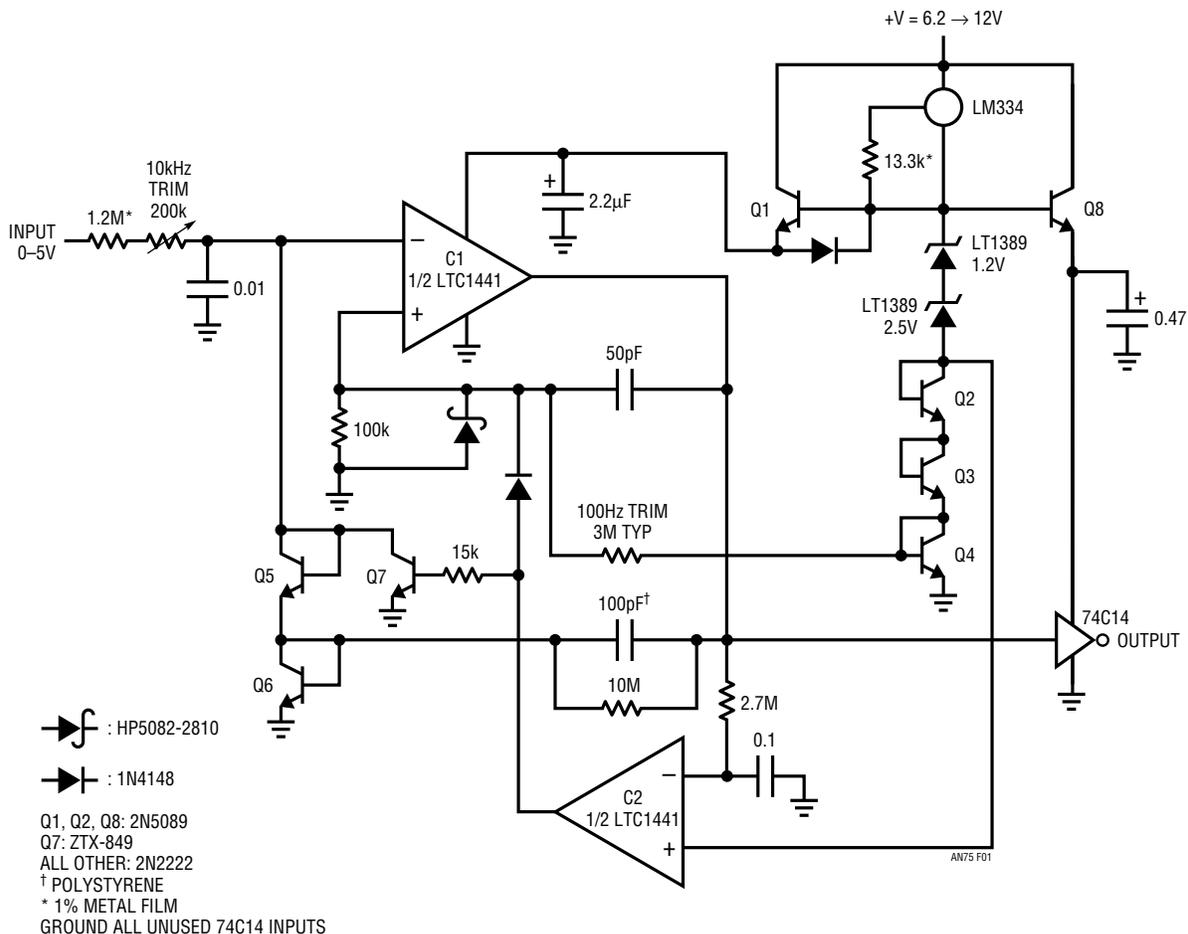 +V = 6.2 → 12V
LM334
13.3k*
Q1
Q8
10kHz
TRIM
200k
1.2M*
INPUT
0–5V
0.01
2.2µF
+
–
C1
1/2 LTC1441
+
LT1389
1.2V
LT1389
2.5V
+
0.47
50pF
100k
Q2
Q3
Q4
100Hz TRIM
3M TYP
Q5
Q7
15k
100pF†
10M
74C14
OUTPUT
Q6
2.7M
0.1
–
C2
1/2 LTC1441
+
AN75 F01
: HP5082-2810
: 1N4148
Q1, Q2, Q8: 2N5089
Q7: ZTX-849
ALL OTHER: 2N2222
† POLYSTYRENE
* 1% METAL FILM
GROUND ALL UNUSED 74C14 INPUTS